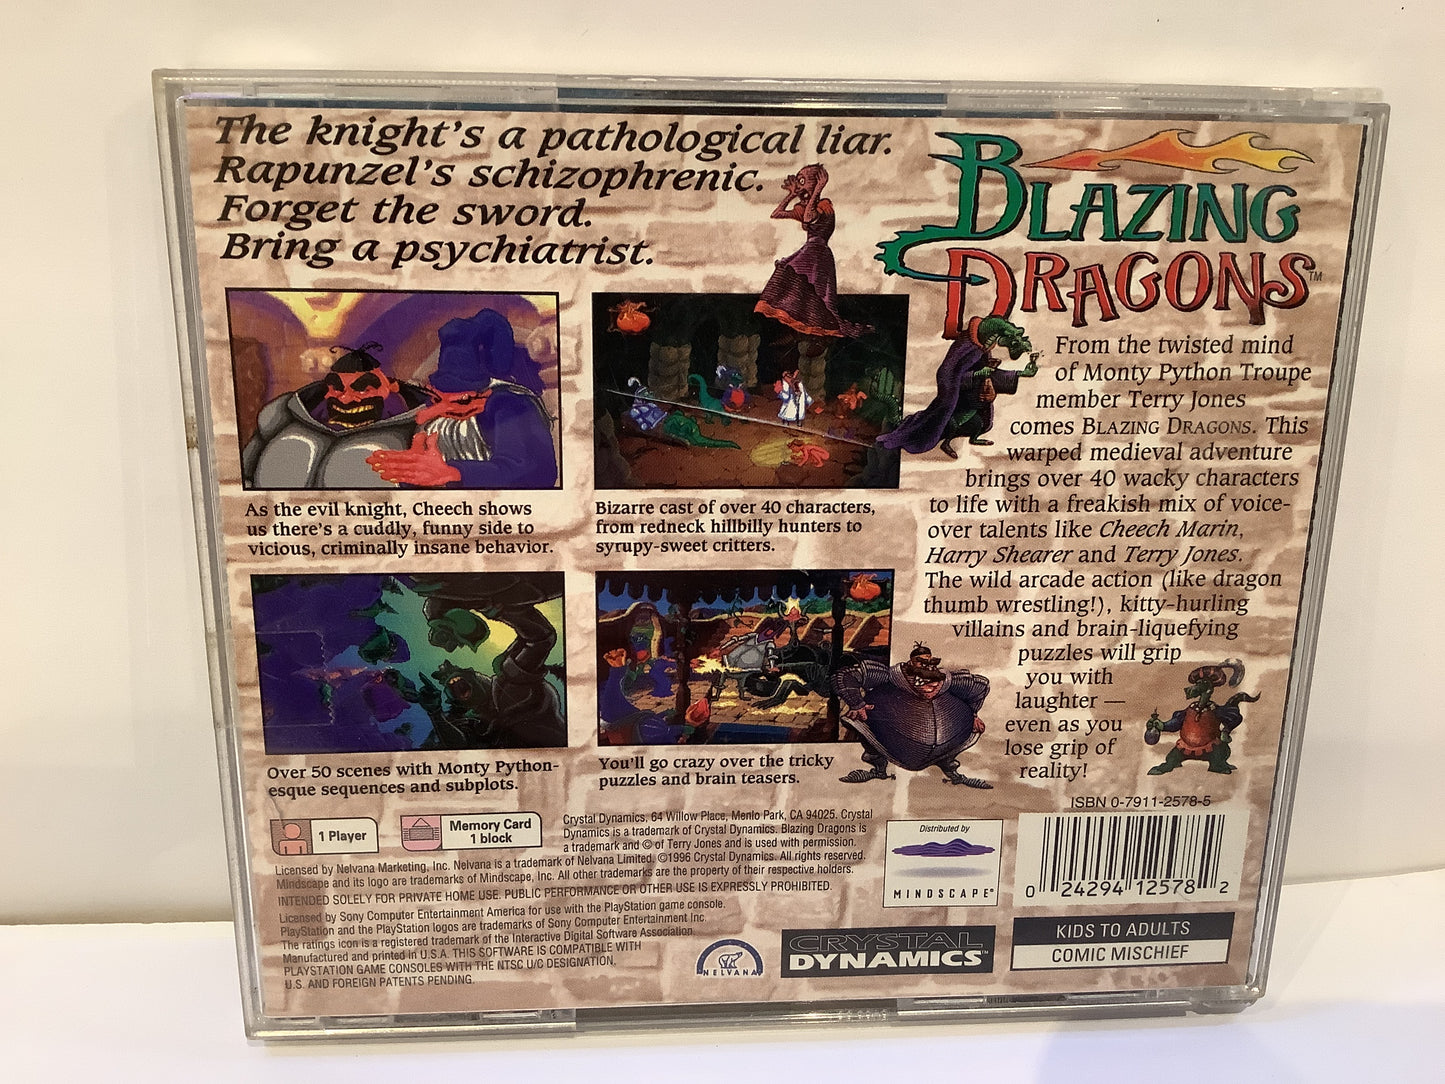 The knight's a pathological liar.
Rapunzel's schizophrenic.
Forget the sword.
Bring a psychiatrist.
BLAZING
DRAGONS™
From the twisted mind
of Monty Python Troupe
member Terry Jones
comes BLAZING DRAGONS. This
warped medieval adventure
brings over 40 wacky characters
to life with a freakish mix of voice-
over talents like Cheech Marin,
Harry Shearer and Terry Jones.
The wild arcade action (like dragon
thumb wrestling!), kitty-hurling
villains and brain-liquefying
puzzles will grip
you with
laughter —
even as you
lose grip of
reality!
As the evil knight, Cheech shows
us there's a cuddly, funny side to
vicious, criminally insane behavior.
Bizarre cast of over 40 characters,
from redneck hillbilly hunters to
syrupy-sweet critters.
Over 50 scenes with Monty Python-
esque sequences and subplots.
You'll go crazy over the tricky
puzzles and brain teasers.
1 Player
Memory Card
1 block
Crystal Dynamics, 64 Willow Place, Menlo Park, CA 94025. Crystal
Dynamics is a trademark of Crystal Dynamics. Blazing Dragons is
a trademark and © of Terry Jones and is used with permission.
Licensed by Nelvana Marketing, Inc. Nelvana is a trademark of Nelvana Limited. ©1996 Crystal Dynamics. All rights reserved.
Mindscape and its logo are trademarks of Mindscape, Inc. All other trademarks are the property of their respective holders.
INTENDED SOLELY FOR PRIVATE HOME USE. PUBLIC PERFORMANCE OR OTHER USE IS EXPRESSLY PROHIBITED.
Licensed by Sony Computer Entertainment America for use with the PlayStation game console.
PlayStation and the PlayStation logos are trademarks of Sony Computer Entertainment Inc.
The ratings icon is a registered trademark of the Interactive Digital Software Association.
Manufactured and printed in U.S.A. THIS SOFTWARE IS COMPATIBLE WITH
PLAYSTATION GAME CONSOLES WITH THE NTSC U/C DESIGNATION.
U.S. AND FOREIGN PATENTS PENDING.
NELVANA
CRYSTAL
DYNAMICS™
Distributed by
MINDSCAPE®
ISBN 0-7911-2578-5
0 24294 12578 2
KIDS TO ADULTS
COMIC MISCHIEF